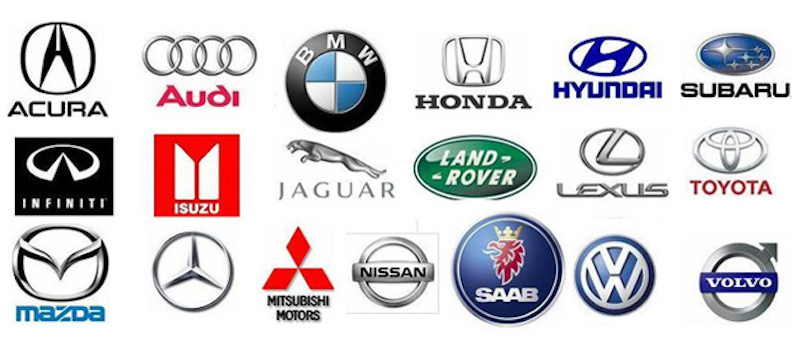 ACURA
Audi
BMW
HONDA
HYUNDAI
SUBARU
INFINITI
ISUZU
JAGUAR
LAND
ROVER
LEXUS
TOYOTA
mazda
MITSUBISHI
MOTORS
NISSAN
SAAB
VW
VOLVO